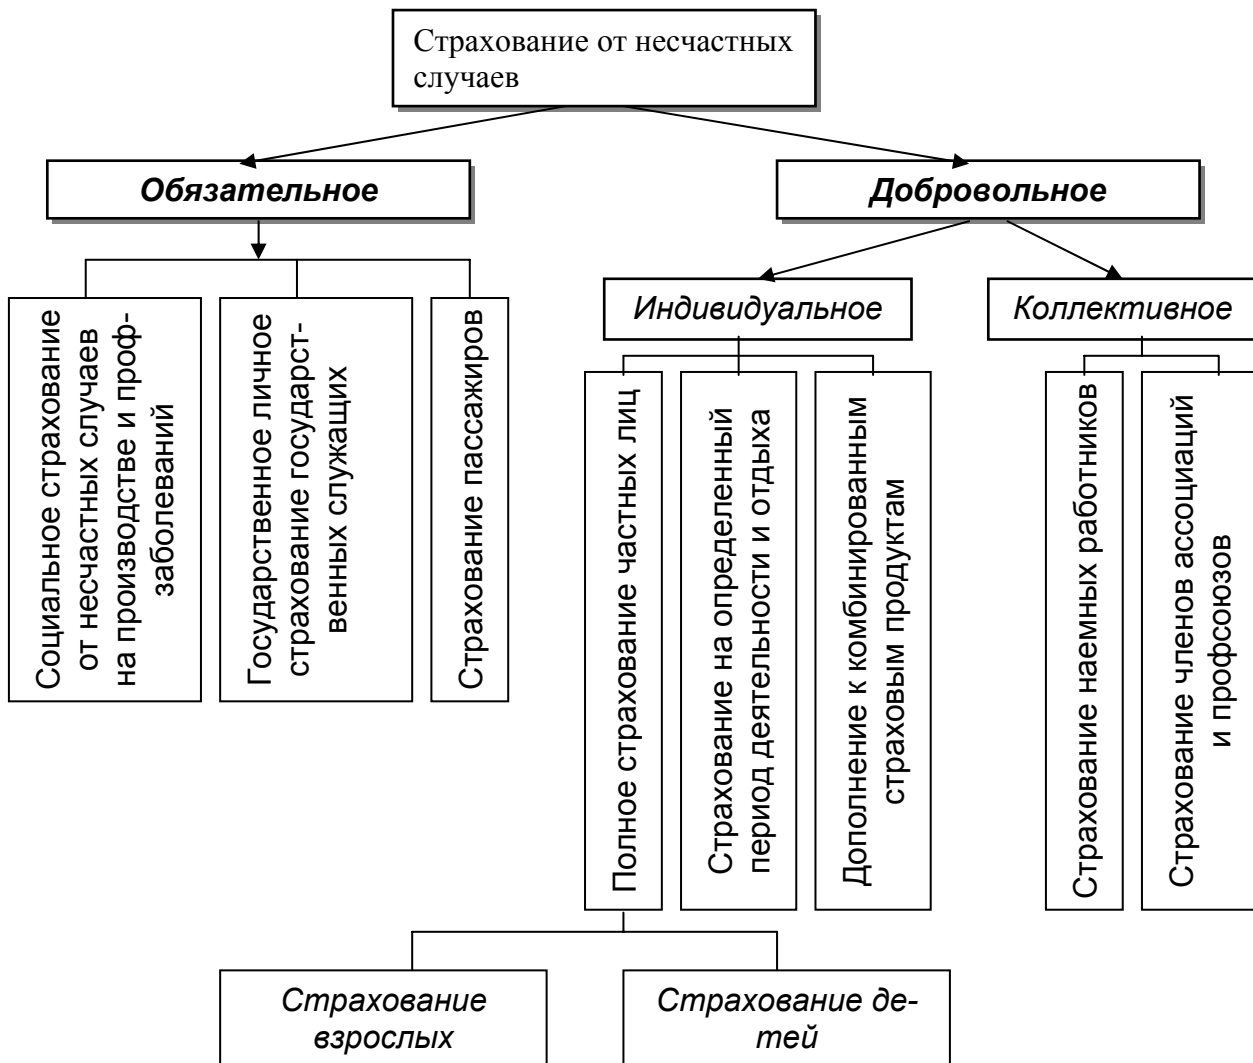 Страхование от несчастных
случаев
Обязательное
Добровольное
Индивидуальное
Коллективное
Социальное страхование
от несчастных случаев
на производстве и проф-
заболеваний
Государственное личное
страхование государст-
венных служащих
Страхование пассажиров
Полное страхование частных лиц
Страхование на определенный
период деятельности и отдыха
Дополнение к комбинированным
страховым продуктам
Страхование наемных работников
Страхование членов ассоциаций
и профсоюзов
Страхование
взрослых
Страхование де-
тей